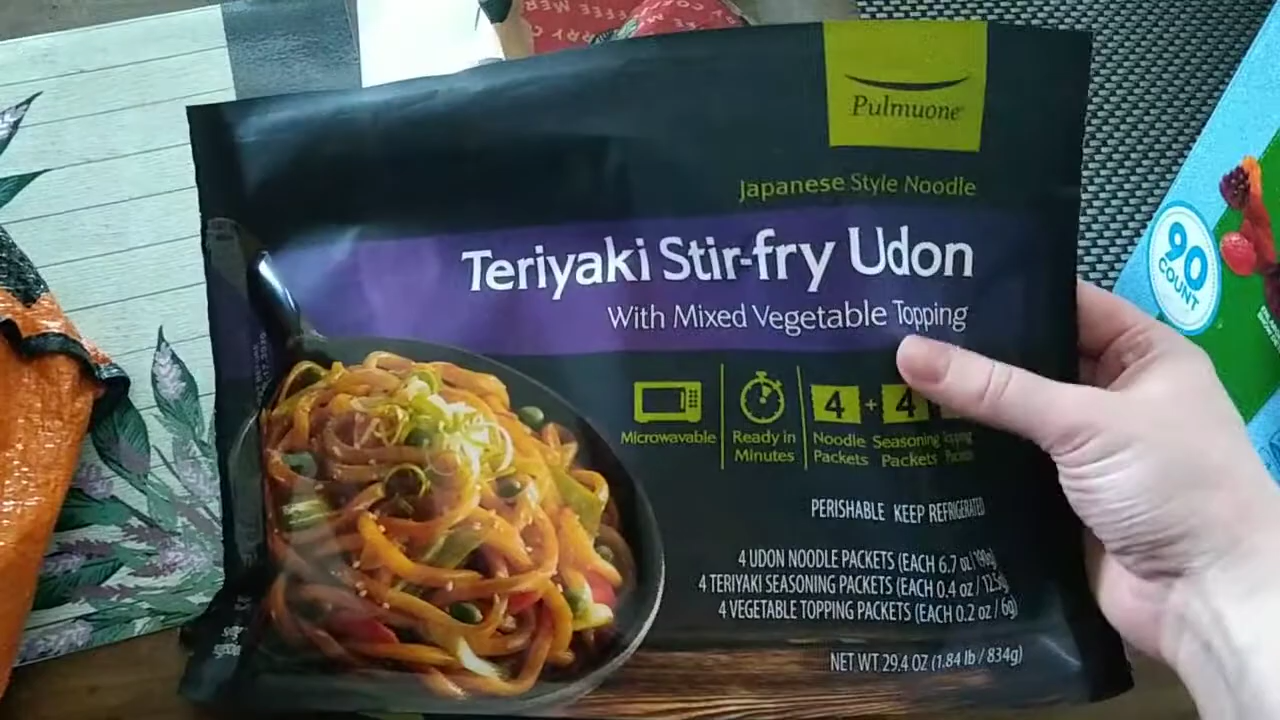 Pulmuone
Japanese Style Noodle
Teriyaki Stir-fry Udon
With Mixed Vegetable Topping
4 + 4
Microwavable
Ready in Minutes
Noodle Packets
Seasoning Packets
Topping Packets
PERISHABLE KEEP REFRIGERATED
4 UDON NOODLE PACKETS (EACH 6.7 oz / 190g)
4 TERIYAKI SEASONING PACKETS (EACH 0.4 oz / 12.5g)
4 VEGETABLE TOPPING PACKETS (EACH 0.2 oz / 6g)
NET WT 29.4 OZ (1.84 lb / 834g)
90
COUNT